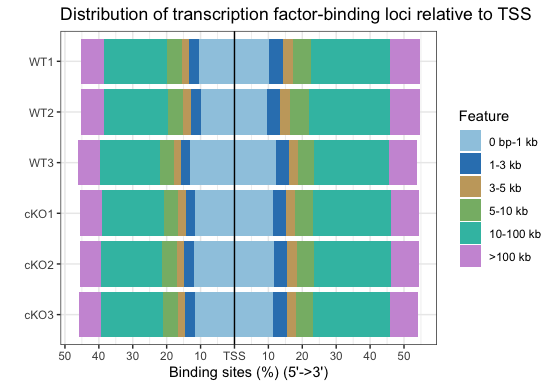 Distribution of transcription factor-binding loci relative to TSS
WT1
WT2
WT3
cKO1
cKO2
cKO3
50 40 30 20 10 TSS 10 20 30 40 50
Binding sites (%) (5'->3')
Feature
0 bp-1 kb
1-3 kb
3-5 kb
5-10 kb
10-100 kb
>100 kb